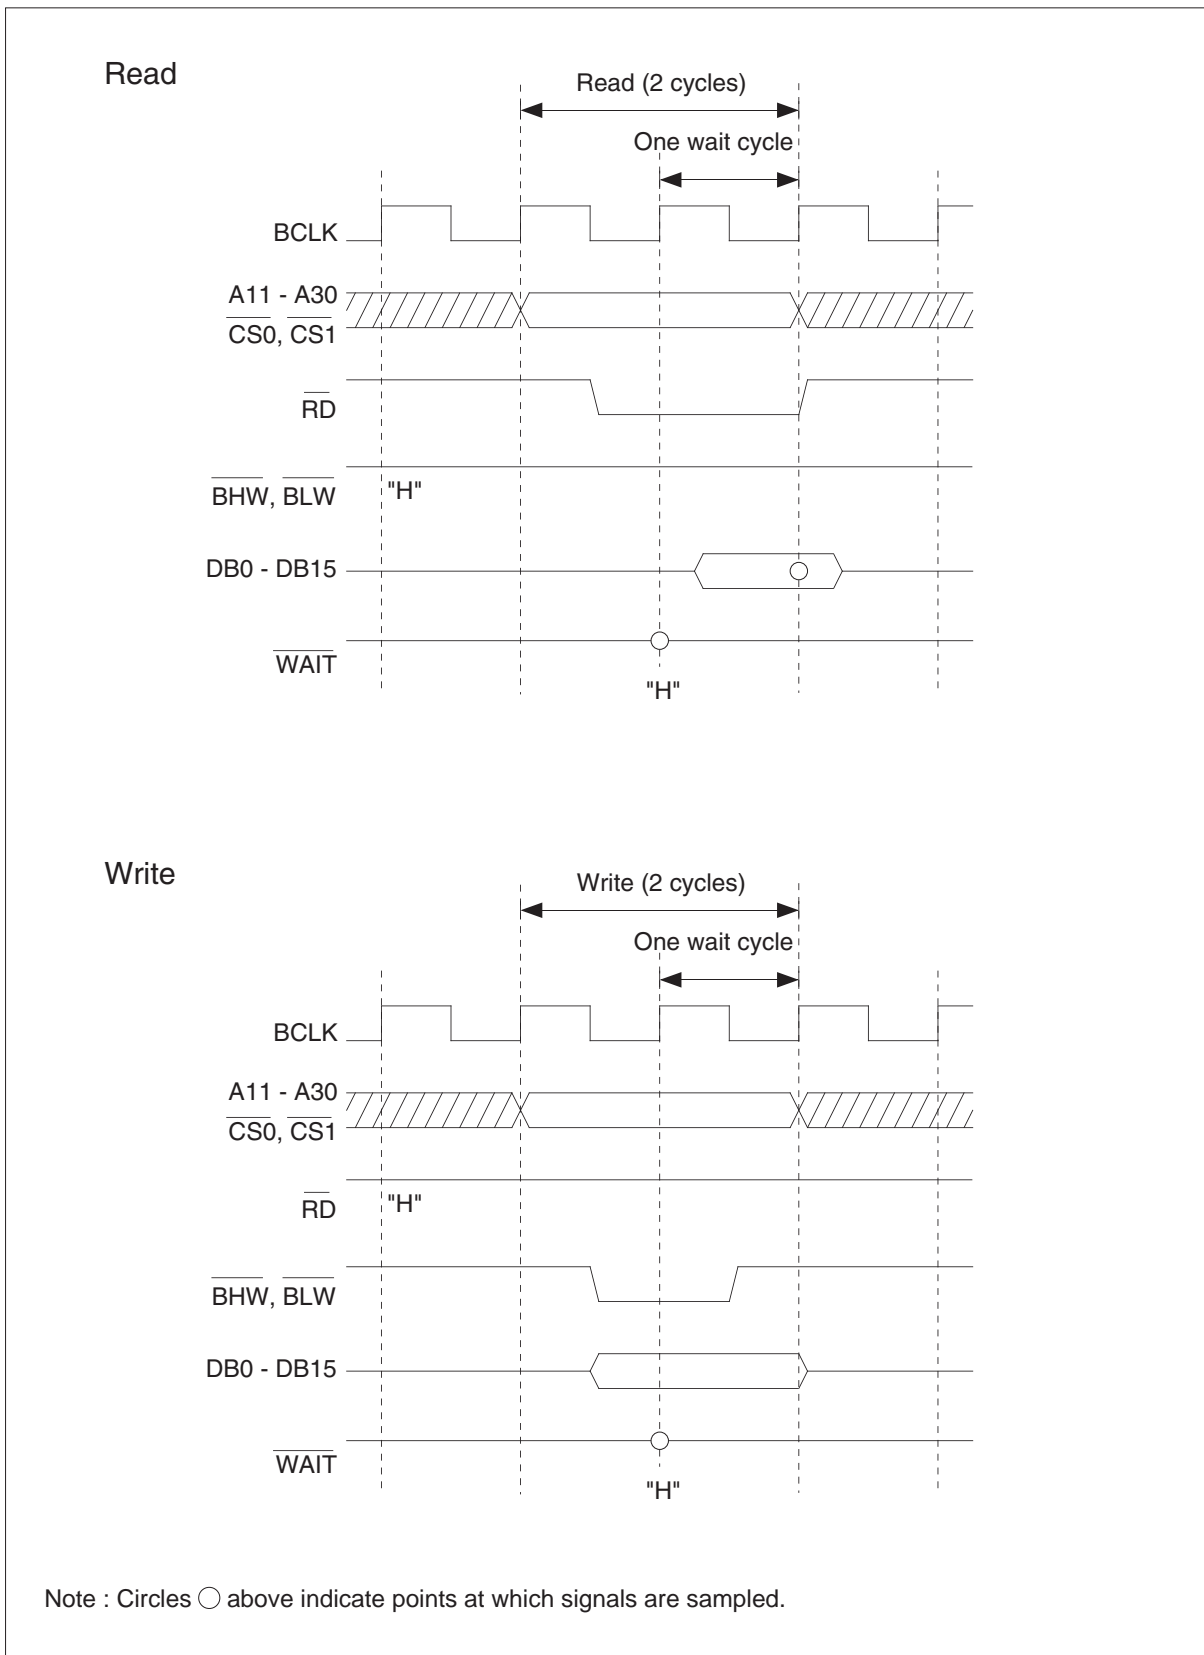 Read
Read (2 cycles)
One wait cycle
BCLK
A11 - A30
CS0, CS1
RD
BHW, BLW
"H"
DB0 - DB15
WAIT
"H"
Write
Write (2 cycles)
One wait cycle
BCLK
A11 - A30
CS0, CS1
RD
"H"
BHW, BLW
DB0 - DB15
WAIT
"H"
Note : Circles ○ above indicate points at which signals are sampled.